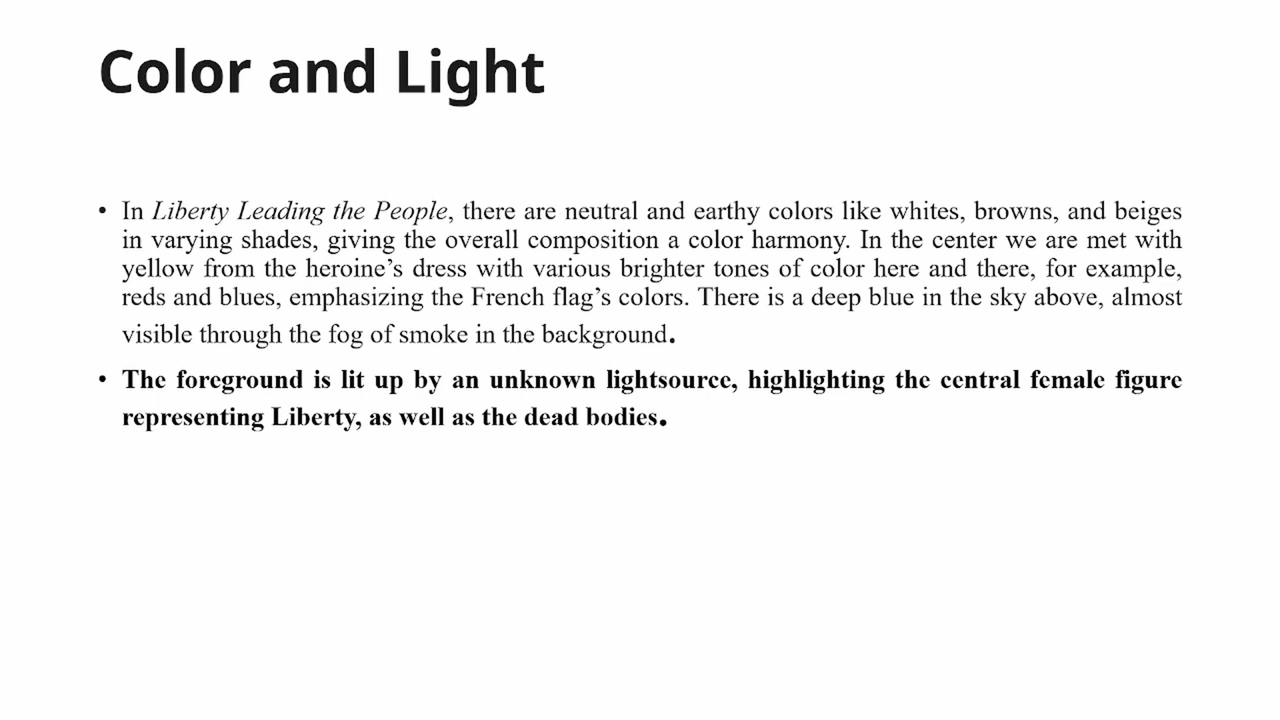 Color and Light
• In Liberty Leading the People, there are neutral and earthy colors like whites, browns, and beiges
in varying shades, giving the overall composition a color harmony. In the center we are met with
yellow from the heroine’s dress with various brighter tones of color here and there, for example,
reds and blues, emphasizing the French flag’s colors. There is a deep blue in the sky above, almost
visible through the fog of smoke in the background.
• The foreground is lit up by an unknown lightsource, highlighting the central female figure
representing Liberty, as well as the dead bodies.